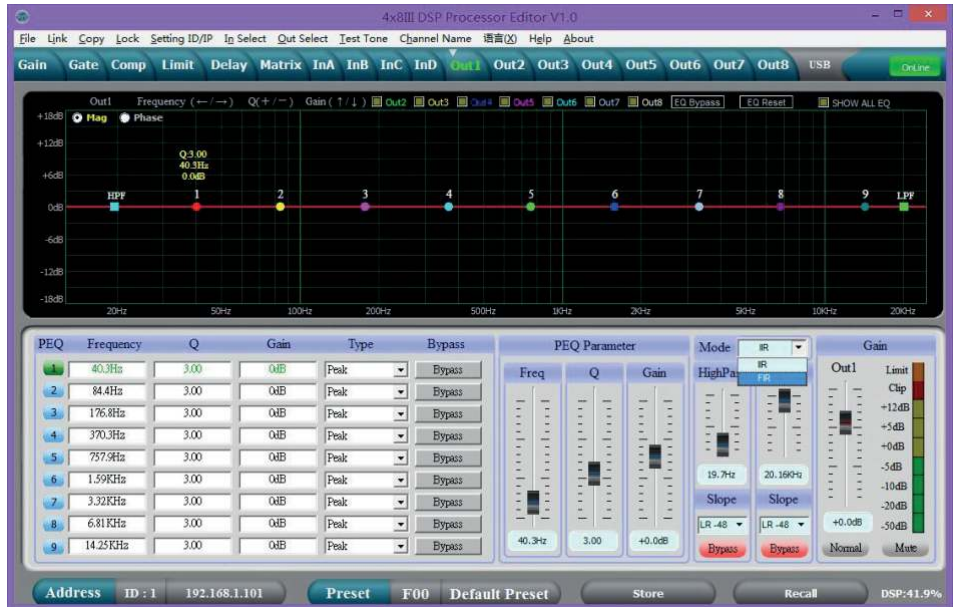 4x8III DSP Processor Editor V1.0
File Link Copy Lock Setting ID/IP In Select Out Select Test Tone Channel Name 语言(X) Help About
Gain Gate Comp Limit Delay Matrix InA InB InC InD Out1 Out2 Out3 Out4 Out5 Out6 Out7 Out8 USB OnLine
Out1 Frequency (←/→) Q(+/−) Gain (↑/↓) Out2 Out3 Out4 Out5 Out6 Out7 Out8 EQ Bypass EQ Reset SHOW ALL EQ
+18dB Mag Phase
+12dB
Q:3.00
40.3Hz
+6dB 0.0dB
HPF 1 2 3 4 5 6 7 8 9 LPF
0dB
-6dB
-12dB
-18dB
20Hz 50Hz 100Hz 200Hz 500Hz 1KHz 2KHz 5KHz 10KHz 20KHz
PEQ Frequency Q Gain Type Bypass
1 40.3Hz 3.00 0dB Peak Bypass
2 84.4Hz 3.00 0dB Peak Bypass
3 176.8Hz 3.00 0dB Peak Bypass
4 370.3Hz 3.00 0dB Peak Bypass
5 757.9Hz 3.00 0dB Peak Bypass
6 1.59KHz 3.00 0dB Peak Bypass
7 3.32KHz 3.00 0dB Peak Bypass
8 6.81KHz 3.00 0dB Peak Bypass
9 14.25KHz 3.00 0dB Peak Bypass
PEQ Parameter
Freq Q Gain
40.3Hz 3.00 +0.0dB
Mode IIR
IIR
FIR
HighPa
19.7Hz 20.16KHz
Slope Slope
LR-48 LR-48
Bypass Bypass
Gain
Out1 Limit
Clip
+12dB
+5dB
+0dB
-5dB
-10dB
-20dB
+0.0dB -50dB
Normal Mute
Address ID : 1 192.168.1.101 Preset F00 Default Preset Store Recall DSP:41.9%